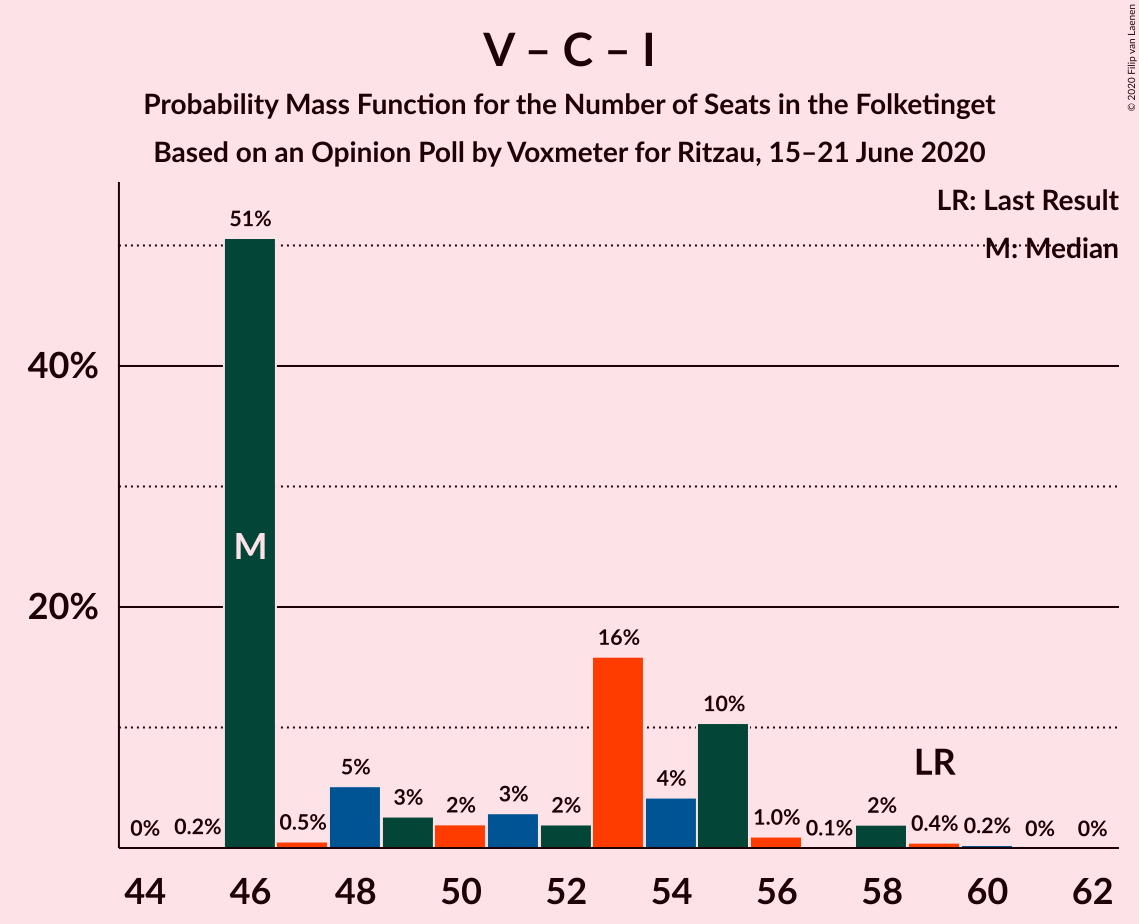 V – C – I
Probability Mass Function for the Number of Seats in the Folketinget
Based on an Opinion Poll by Voxmeter for Ritzau, 15–21 June 2020
© 2020 Filip van Laenen
LR: Last Result
M: Median
51%
40%
M
20%
16%
10%
LR
5%
4%
3%
3%
2%
2%
2%
1.0%
0.5%
0.4%
0.2%
0.2%
0.1%
0%
0%
0%
44 46 48 50 52 54 56 58 60 62